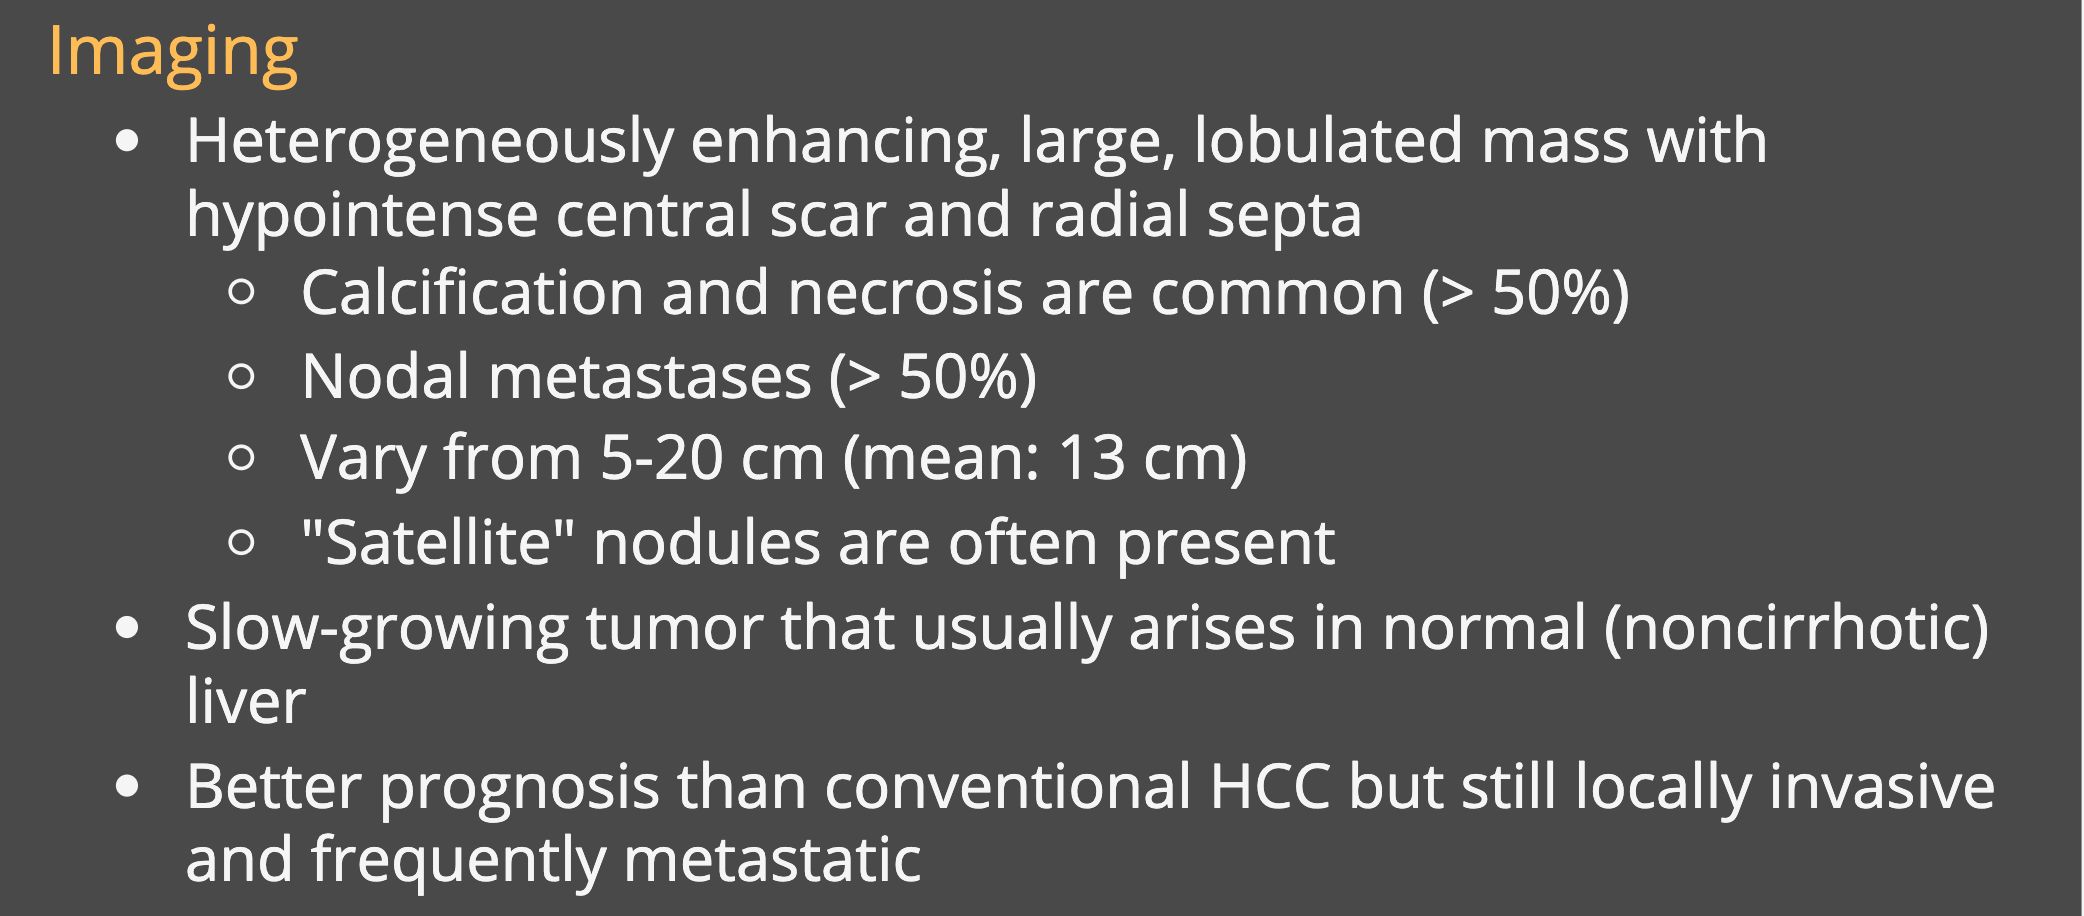 Imaging
• Heterogeneously enhancing, large, lobulated mass with
hypointense central scar and radial septa
○ Calcification and necrosis are common (> 50%)
○ Nodal metastases (> 50%)
○ Vary from 5-20 cm (mean: 13 cm)
○ "Satellite" nodules are often present
• Slow-growing tumor that usually arises in normal (noncirrhotic)
liver
• Better prognosis than conventional HCC but still locally invasive
and frequently metastatic